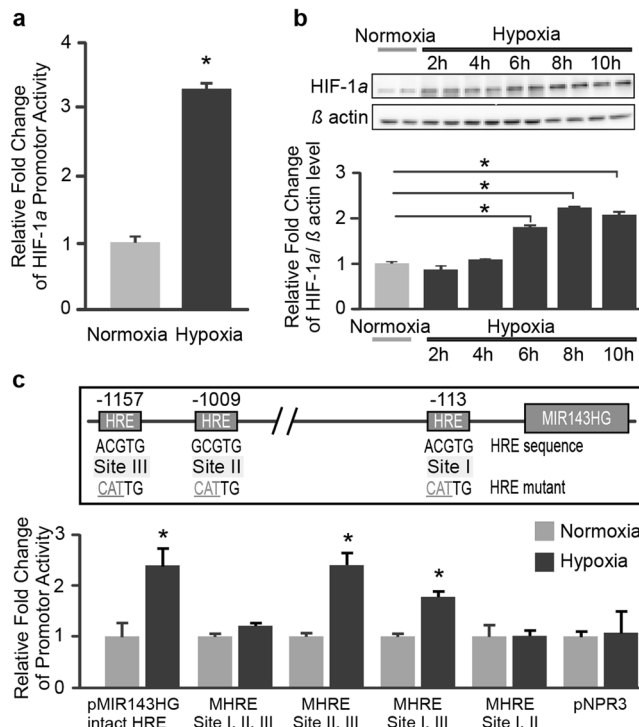 a
Relative Fold Change
of HIF-1a Promotor Activity
4
3
2
1
0
*
Normoxia Hypoxia
b
Normoxia Hypoxia
2h 4h 6h 8h 10h
HIF-1a
ß actin
Relative Fold Change
of HIF-1a/ ß actin level
3
2
1
0
*
*
*
Normoxia Hypoxia
2h 4h 6h 8h 10h
c
-1157 -1009 -113
HRE HRE HRE MIR143HG
ACGTG GCGTG ACGTG HRE sequence
Site III Site II Site I
CATTG CATTG CATTG HRE mutant
Relative Fold Change
of Promotor Activity
3
2
1
0
* * *
Normoxia
Hypoxia
pMIR143HG MHRE MHRE MHRE MHRE pNPR3
intact HRE Site I, II, III Site II, III Site I, III Site I, II